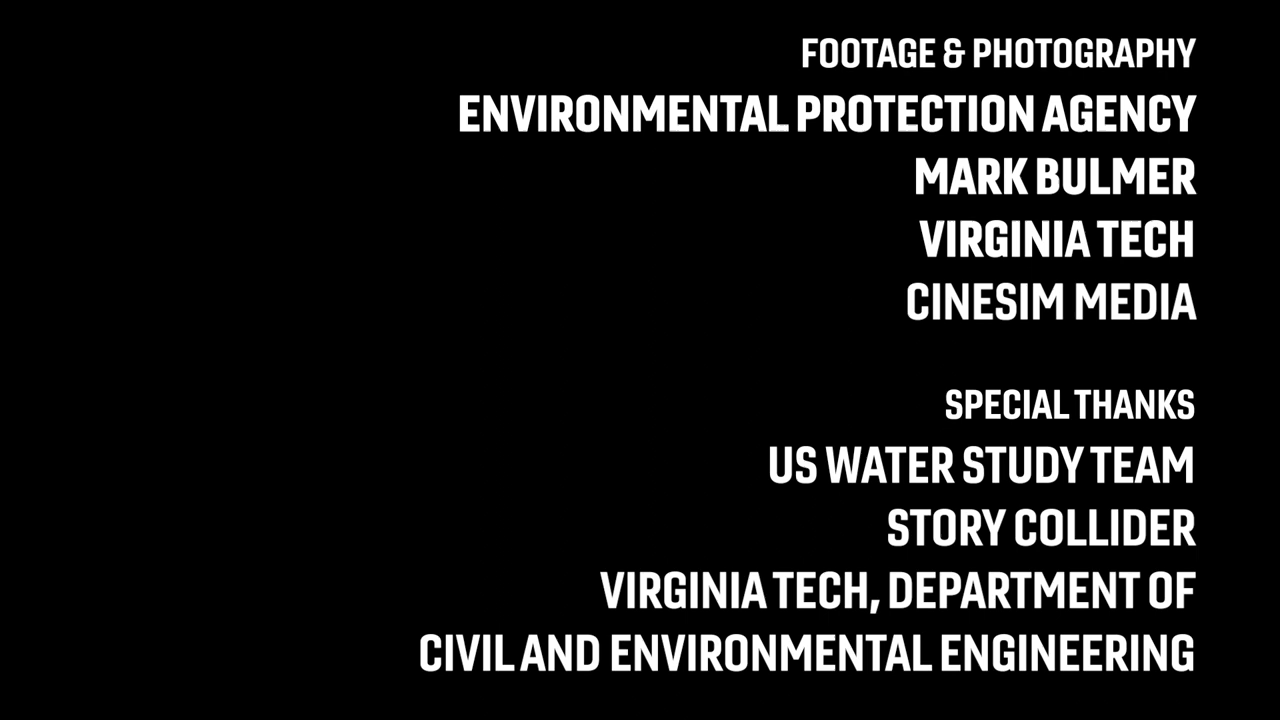 FOOTAGE & PHOTOGRAPHY
ENVIRONMENTAL PROTECTION AGENCY
MARK BULMER
VIRGINIA TECH
CINESIM MEDIA
SPECIAL THANKS
US WATER STUDY TEAM
STORY COLLIDER
VIRGINIA TECH, DEPARTMENT OF
CIVIL AND ENVIRONMENTAL ENGINEERING